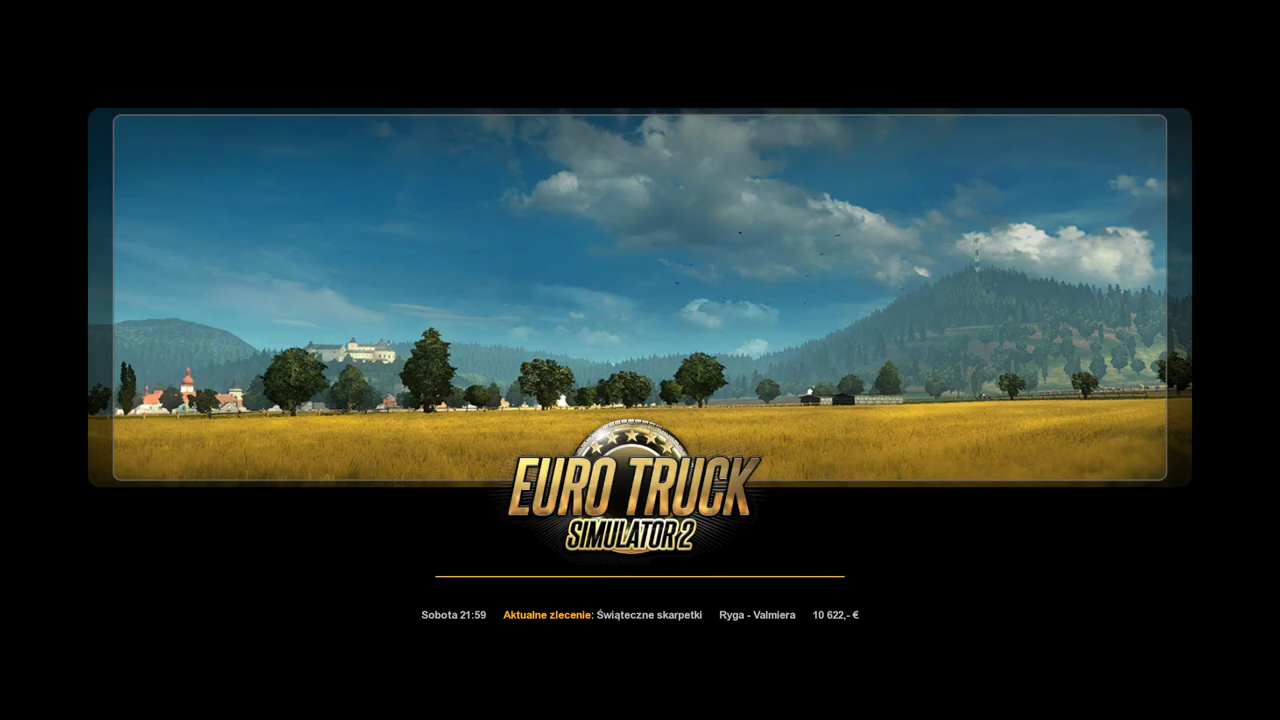 EURO TRUCK
SIMULATOR 2
Sobota 21:59 Aktualne zlecenie: Świąteczne skarpetki Ryga - Valmiera 10 622,- €